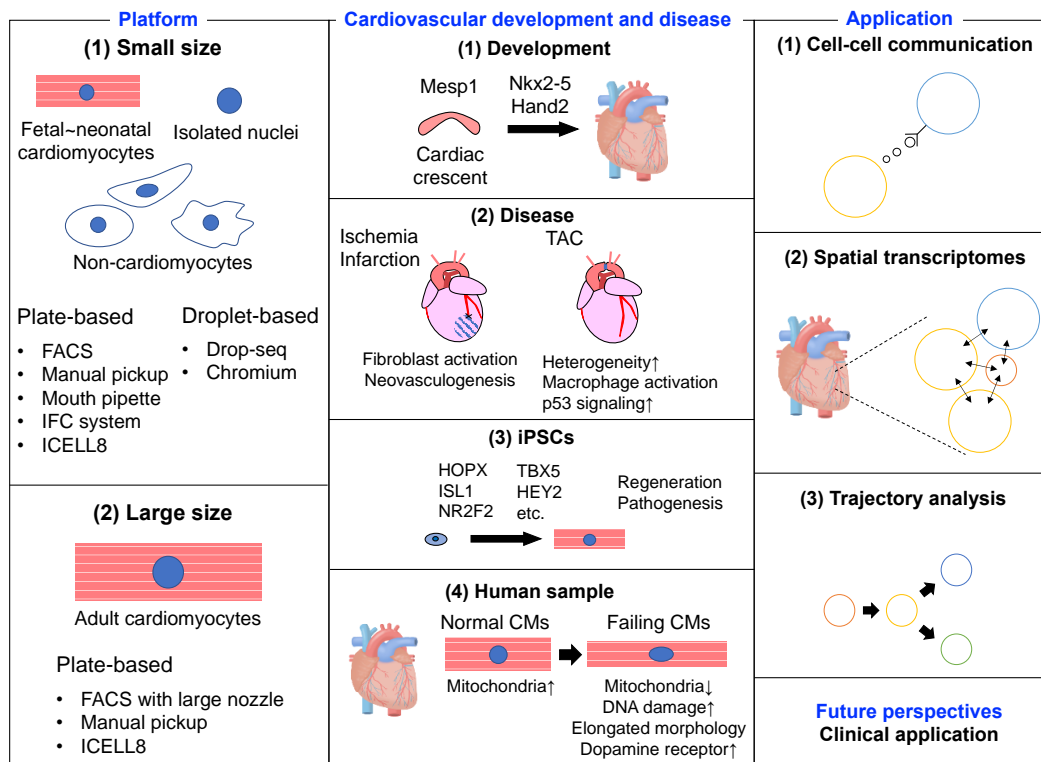 Platform
(1) Small size
Fetal~neonatal
cardiomyocytes
Isolated nuclei
Non-cardiomyocytes
Plate-based
• FACS
• Manual pickup
• Mouth pipette
• IFC system
• ICELL8
Droplet-based
• Drop-seq
• Chromium
(2) Large size
Adult cardiomyocytes
Plate-based
• FACS with large nozzle
• Manual pickup
• ICELL8
Cardiovascular development and disease
(1) Development
Mesp1
Cardiac
crescent
Nkx2-5
Hand2
(2) Disease
Ischemia
Infarction
Fibroblast activation
Neovasculogenesis
TAC
Heterogeneity↑
Macrophage activation
p53 signaling↑
(3) iPSCs
HOPX
ISL1
NR2F2
TBX5
HEY2
etc.
Regeneration
Pathogenesis
(4) Human sample
Normal CMs
Mitochondria↑
Failing CMs
Mitochondria↓
DNA damage↑
Elongated morphology
Dopamine receptor↑
Application
(1) Cell-cell communication
(2) Spatial transcriptomes
(3) Trajectory analysis
Future perspectives
Clinical application